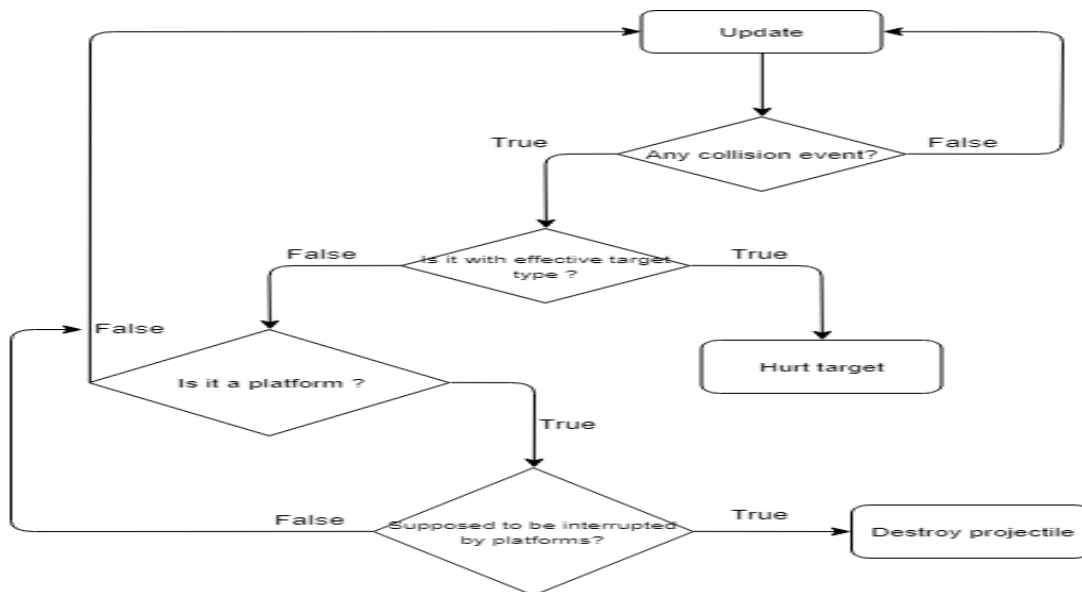 Update
True
Any collision event?
False
False
Is it with effective target
type ?
True
False
Is it a platform ?
Hurt target
True
False
Supposed to be interrupted
by platforms?
True
Destroy projectile